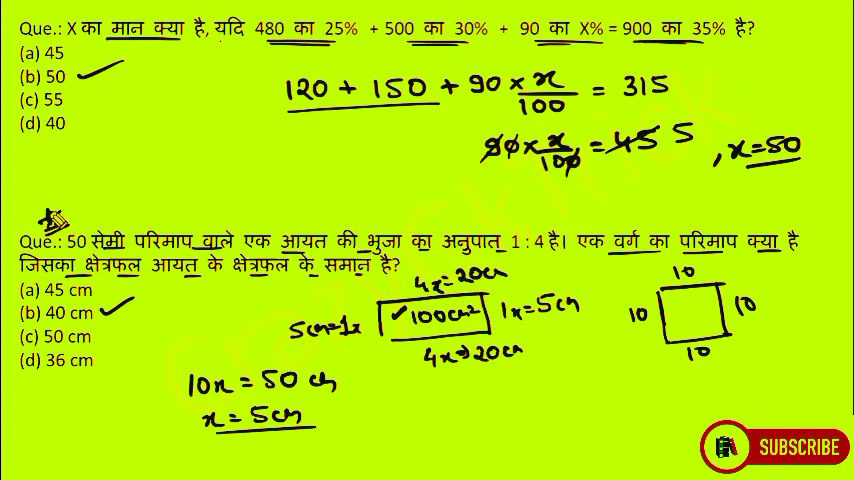 Que.: X का मान क्या है, यदि 480 का 25% + 500 का 30% + 90 का X% = 900 का 35% है?
(a) 45
(b) 50 ✓
(c) 55
(d) 40
120 + 150 + 90 × x/100 = 315
90 × x/100 = 45 5 , x = 50
Que.: 50 सेमी परिमाप वाले एक आयत की भुजा का अनुपात 1 : 4 है। एक वर्ग का परिमाप क्या है
जिसका क्षेत्रफल आयत के क्षेत्रफल के समान है?
(a) 45 cm
(b) 40 cm ✓
(c) 50 cm
(d) 36 cm
4x = 20cm
5cm = 1x ✓100cm² 1x = 5cm
4x ⇒ 20cm
10
10 10
10
10x = 50 cm
x = 5cm
SUBSCRIBE